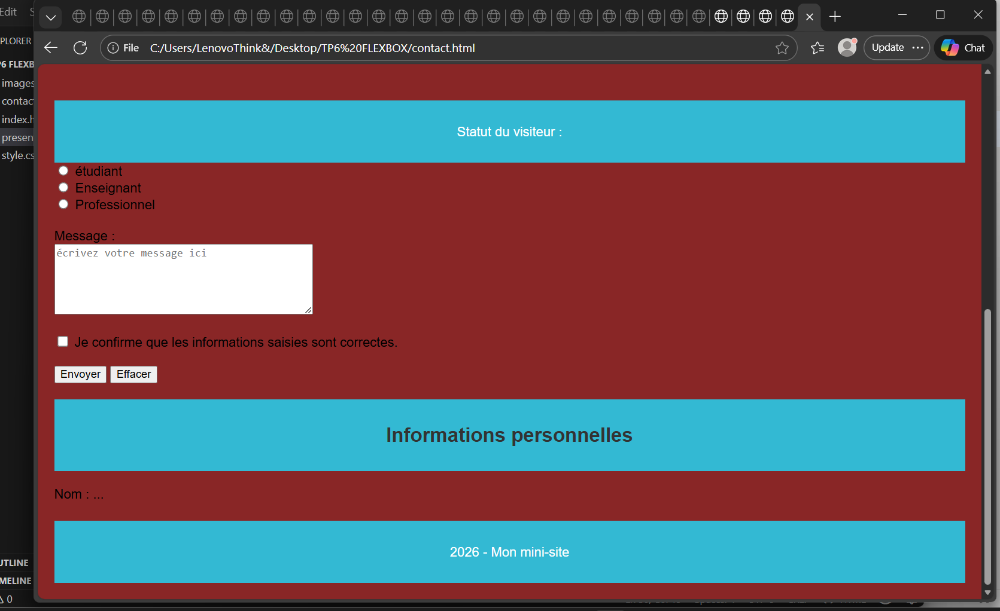 Edit
PLORER
File C:/Users/LenovoThink&/Desktop/TP6%20FLEXBOX/contact.html
Update
Chat
6 FLEXB
images
contac
index.h
presen
style.cs
Statut du visiteur :
étudiant
Enseignant
Professionnel
Message :
écrivez votre message ici
Je confirme que les informations saisies sont correctes.
Envoyer Effacer
Informations personnelles
Nom : ...
2026 - Mon mini-site
UTLINE
MELINE
0